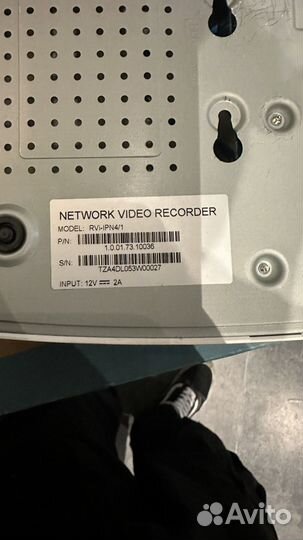 NETWORK VIDEO RECORDER
MODEL: RVi-IPN4/1
P/N:
1.0.01.73.10036
S/N:
TZA4DL053W00027
INPUT: 12V ⎓ 2A
Avito